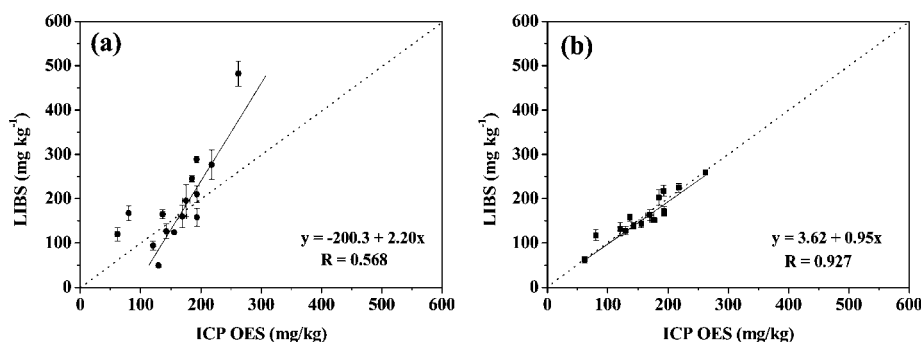 (a)
600
500
400
300
200
100
0
LIBS (mg kg⁻¹)
y = -200.3 + 2.20x
R = 0.568
0 100 200 300 400 500 600
ICP OES (mg/kg)
(b)
600
500
400
300
200
100
0
LIBS (mg kg⁻¹)
y = 3.62 + 0.95x
R = 0.927
0 100 200 300 400 500 600
ICP OES (mg/kg)